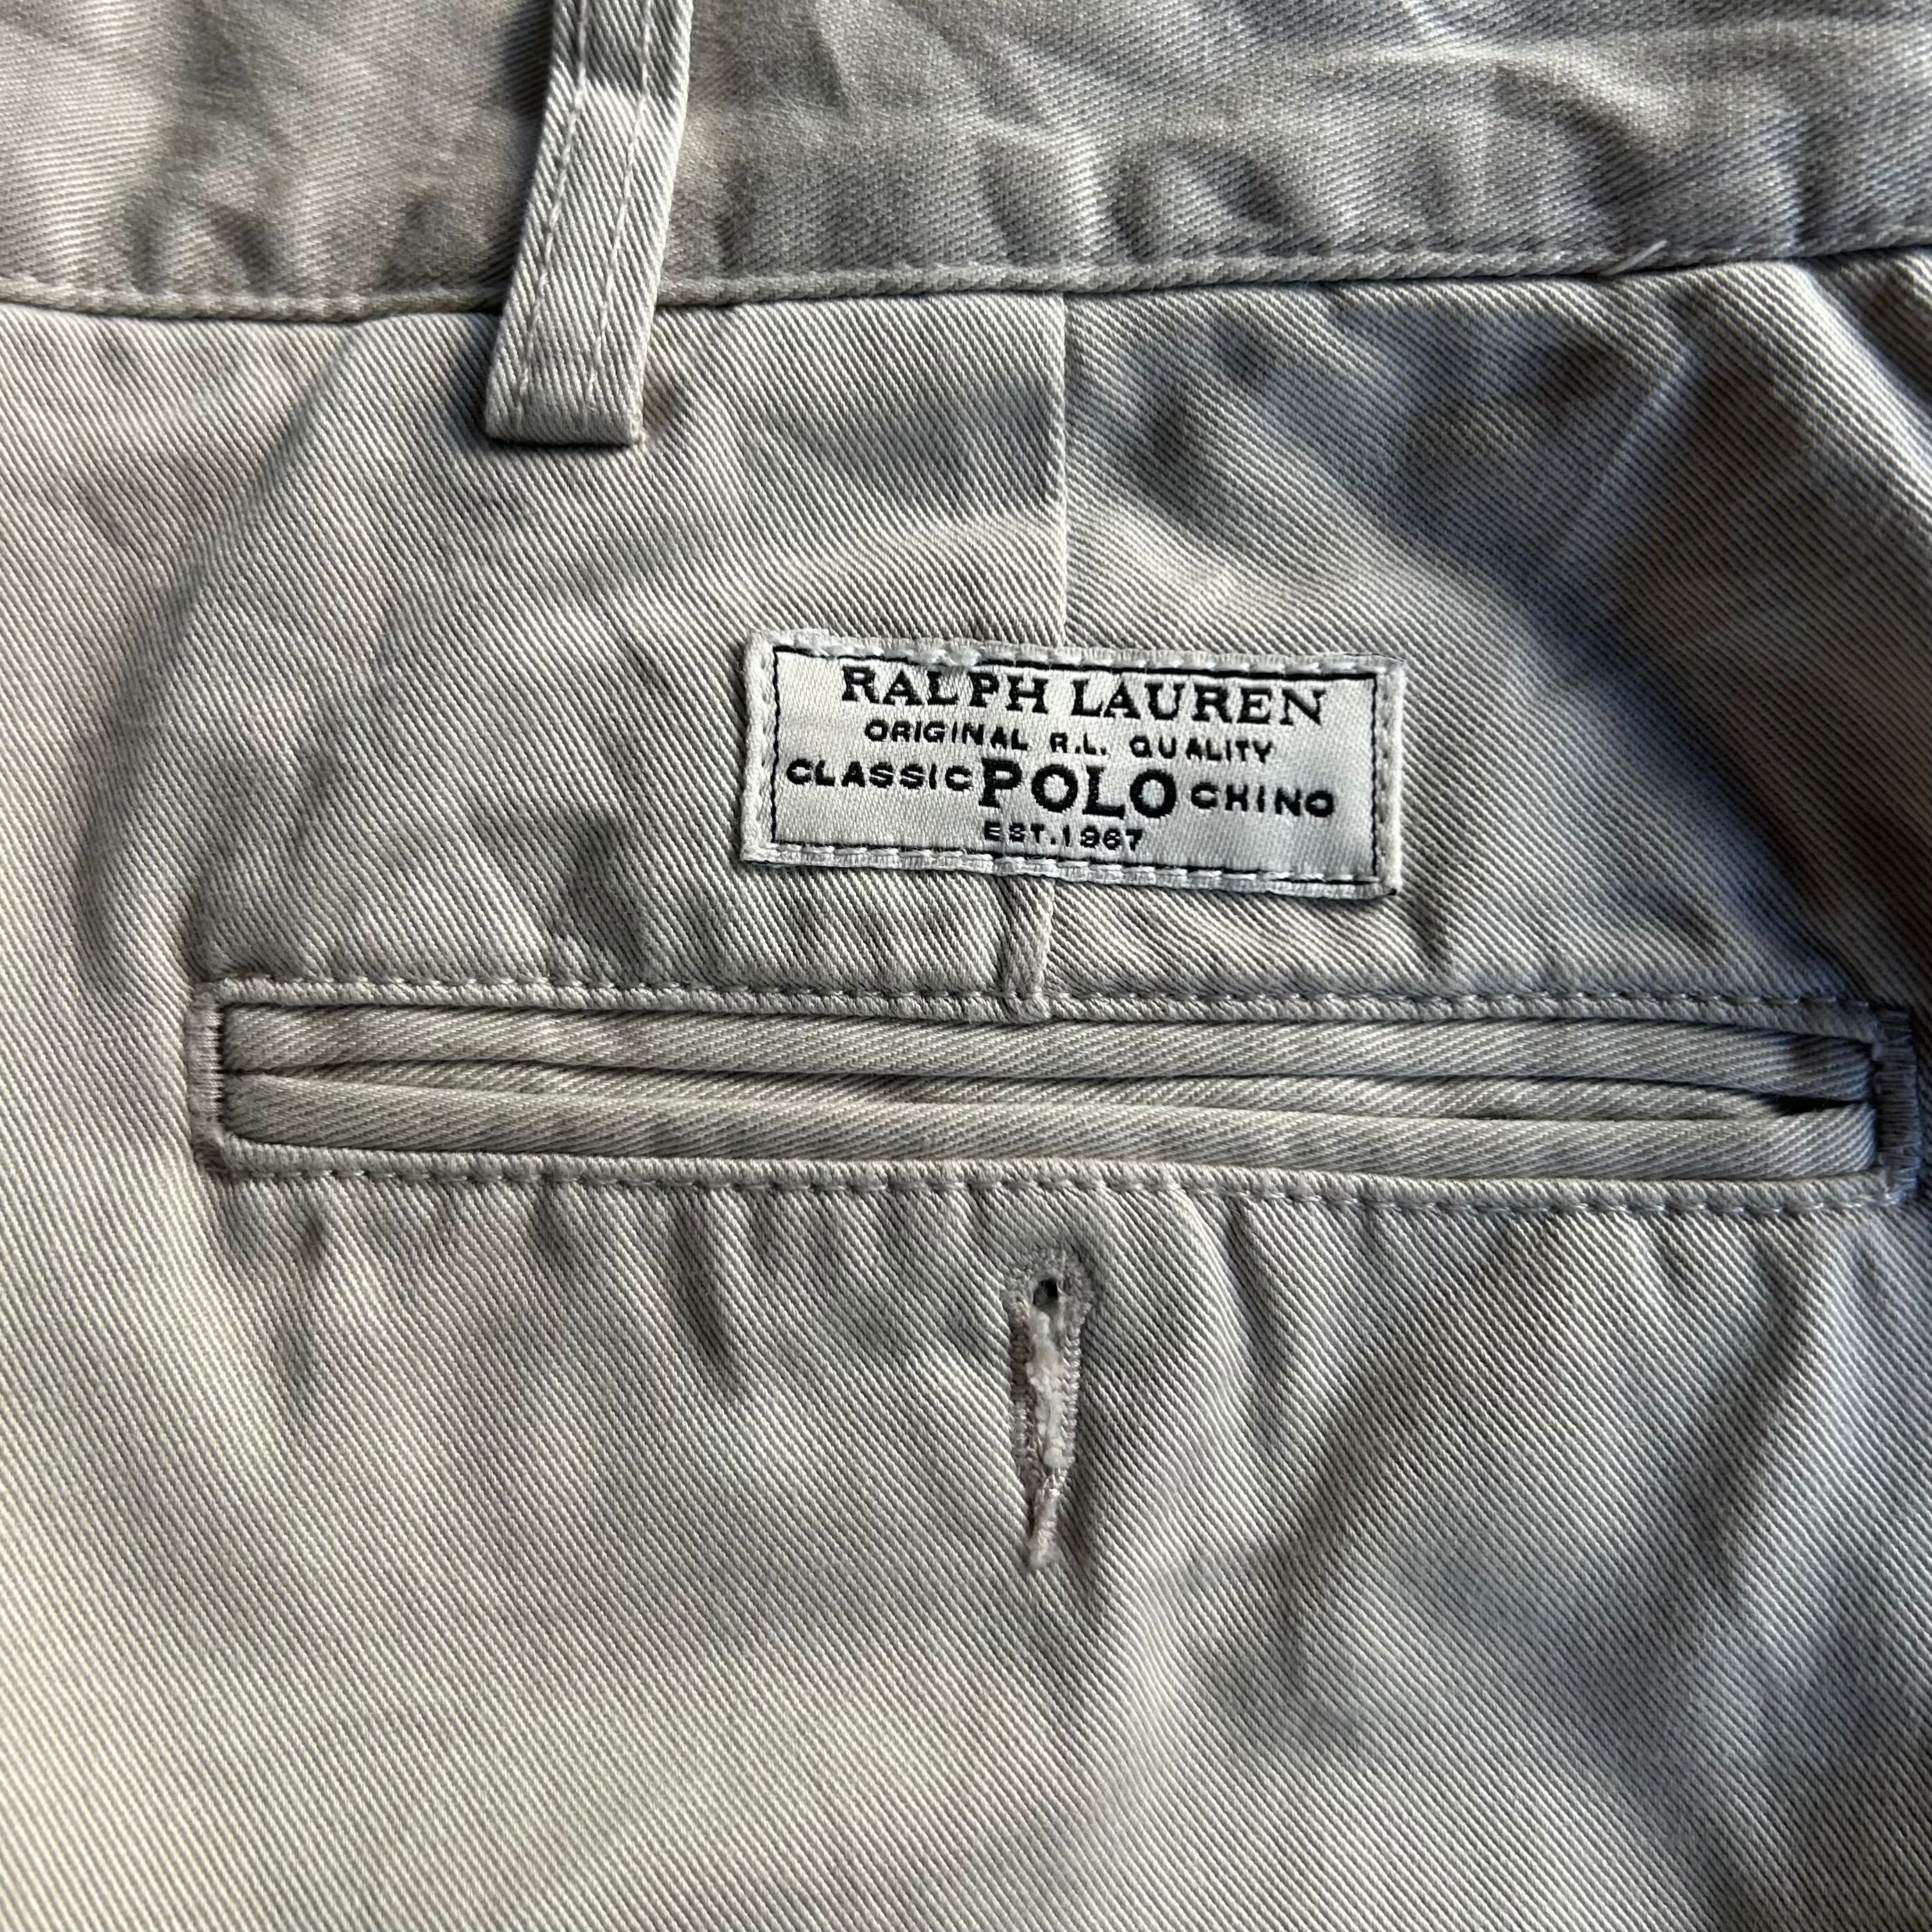 RALPH LAUREN
ORIGINAL R.L. QUALITY
CLASSIC POLO CHINO
EST.1967